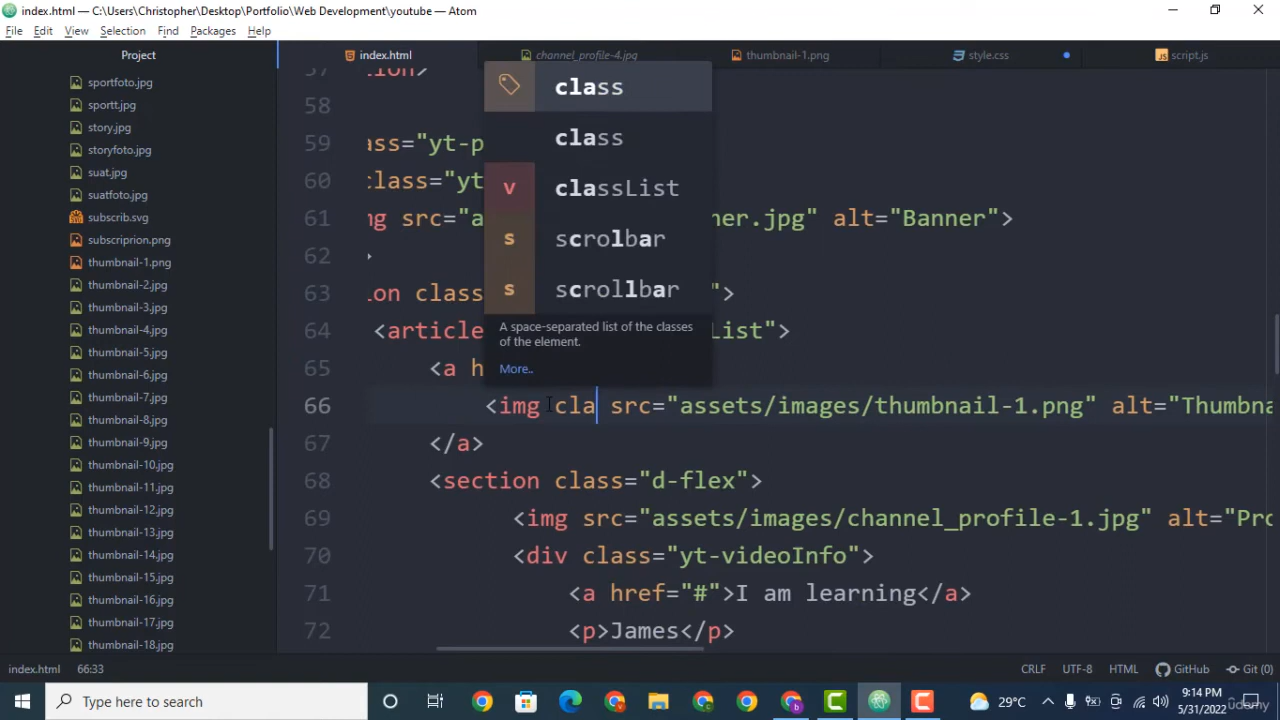 index.html — C:\Users\Christopher\Desktop\Portfolio\Web Development\youtube — Atom
File Edit View Selection Find Packages Help
Project
index.html
channel_profile-4.jpg
thumbnail-1.png
style.css
script.js
sportfoto.jpg
sportt.jpg
story.jpg
storyfoto.jpg
suat.jpg
suatfoto.jpg
subscrib.svg
subscriprion.png
thumbnail-1.png
thumbnail-2.jpg
thumbnail-3.jpg
thumbnail-4.jpg
thumbnail-5.jpg
thumbnail-6.jpg
thumbnail-7.jpg
thumbnail-8.jpg
thumbnail-9.jpg
thumbnail-10.jpg
thumbnail-11.jpg
thumbnail-12.jpg
thumbnail-13.jpg
thumbnail-14.jpg
thumbnail-15.jpg
thumbnail-16.jpg
thumbnail-17.jpg
thumbnail-18.jpg
57 tion>
58
59 ass="yt-p
60 class="yt
61 mg src="a ner.jpg" alt="Banner">
62 >
63 ion class ">
64 <article List">
65 <a h
66 <img cla src="assets/images/thumbnail-1.png" alt="Thumbna
67 </a>
68 <section class="d-flex">
69 <img src="assets/images/channel_profile-1.jpg" alt="Pro
70 <div class="yt-videoInfo">
71 <a href="#">I am learning</a>
72 <p>James</p>
class
class
v classList
s scrolbar
s scrollbar
A space-separated list of the classes
of the element.
More..
index.html 66:33
CRLF UTF-8 HTML GitHub Git (0)
Type here to search
29°C
9:14 PM
5/31/2022
udemy